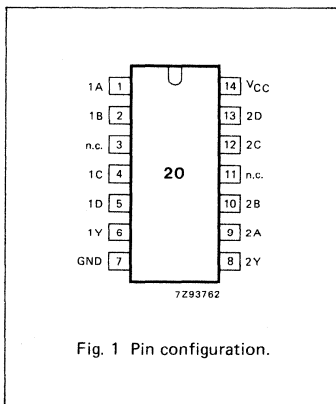 1A 1 14 VCC
1B 2 13 2D
n.c. 3 12 2C
1C 4 20 11 n.c.
1D 5 10 2B
1Y 6 9 2A
GND 7 8 2Y
7Z93762
Fig. 1 Pin configuration.